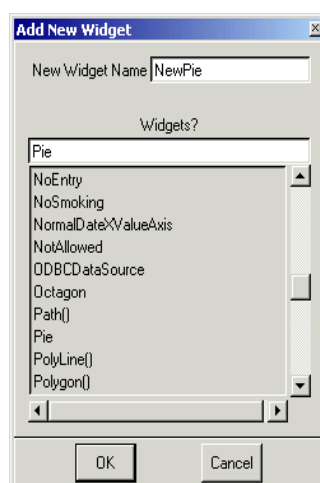 Add New Widget
New Widget Name NewPie
Widgets?
Pie
NoEntry
NoSmoking
NormalDateXValueAxis
NotAllowed
ODBCDataSource
Octagon
Path()
Pie
PolyLine()
Polygon()
OK Cancel